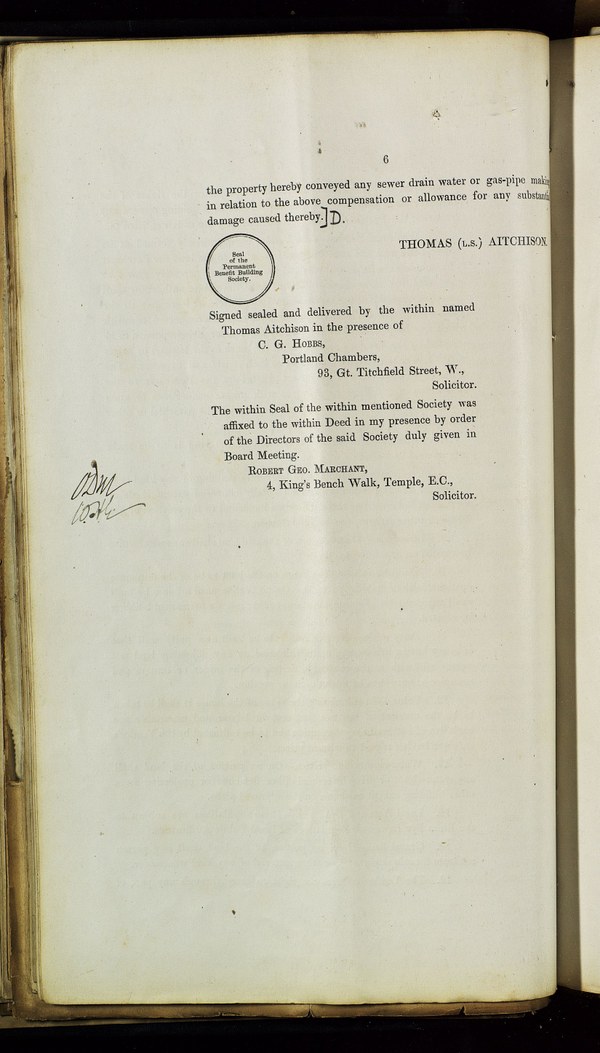 6
the property hereby conveyed any sewer drain water or gas-pipe making
in relation to the above compensation or allowance for any substantial
damage caused thereby.]D.
THOMAS (L.S.) AITCHISON.
Seal
of the
Permanent
Benefit Building
Society.
Signed sealed and delivered by the within named
Thomas Aitchison in the presence of
C. G. HOBBS,
Portland Chambers,
93, Gt. Titchfield Street, W.,
Solicitor.
The within Seal of the within mentioned Society was
affixed to the within Deed in my presence by order
of the Directors of the said Society duly given in
Board Meeting.
ROBERT GEO. MARCHANT,
4, King's Bench Walk, Temple, E.C.,
Solicitor.